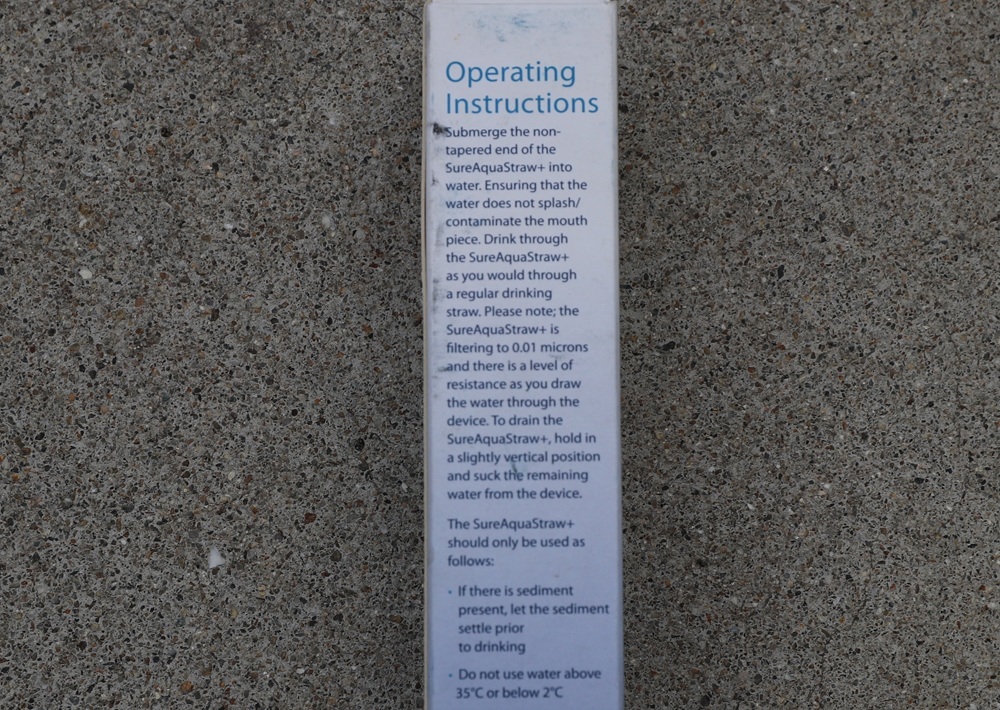 Operating
Instructions
Submerge the non-
tapered end of the
SureAquaStraw+ into
water. Ensuring that the
water does not splash/
contaminate the mouth
piece. Drink through
the SureAquaStraw+
as you would through
a regular drinking
straw. Please note; the
SureAquaStraw+ is
filtering to 0.01 microns
and there is a level of
resistance as you draw
the water through the
device. To drain the
SureAquaStraw+, hold in
a slightly vertical position
and suck the remaining
water from the device.
The SureAquaStraw+
should only be used as
follows:
• If there is sediment
present, let the sediment
settle prior
to drinking
• Do not use water above
35°C or below 2°C